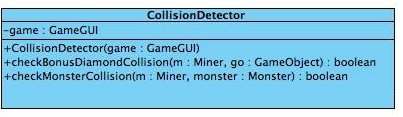 CollisionDetector
-game : GameGUI
+CollisionDetector(game : GameGUI)
+checkBonusDiamondCollision(m : Miner, go : GameObject) : boolean
+checkMonsterCollision(m : Miner, monster : Monster) : boolean